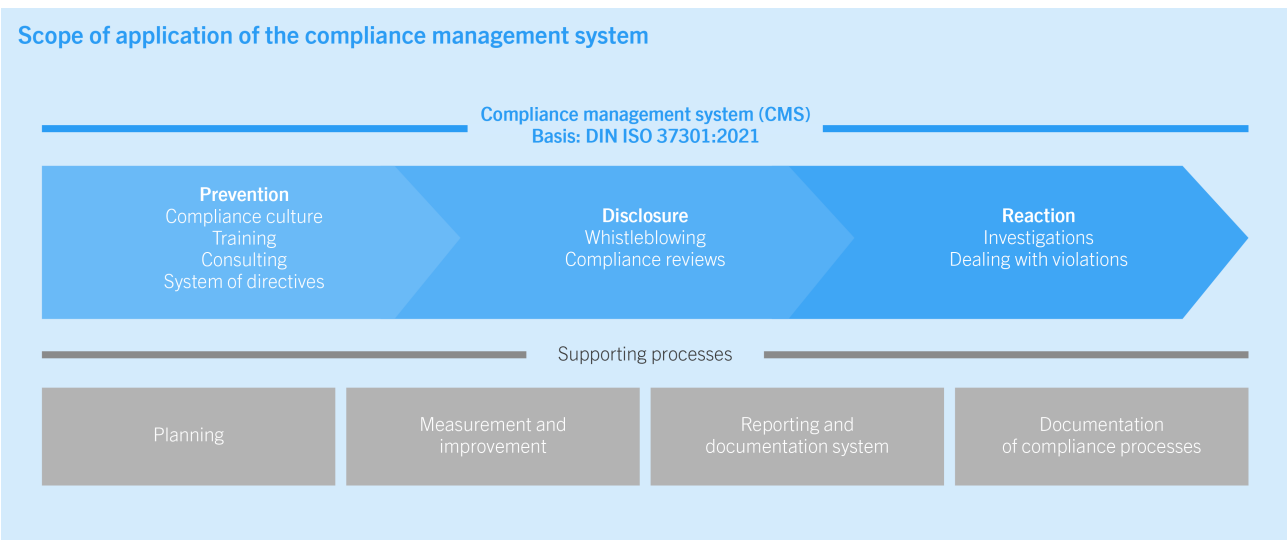 Scope of application of the compliance management system
Compliance management system (CMS)
Basis: DIN ISO 37301:2021
Prevention
Compliance culture
Training
Consulting
System of directives
Disclosure
Whistleblowing
Compliance reviews
Reaction
Investigations
Dealing with violations
Supporting processes
Planning
Measurement and
improvement
Reporting and
documentation system
Documentation
of compliance processes